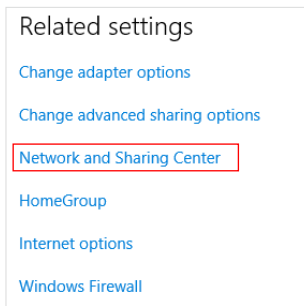 Related settings
Change adapter options
Change advanced sharing options
Network and Sharing Center
HomeGroup
Internet options
Windows Firewall